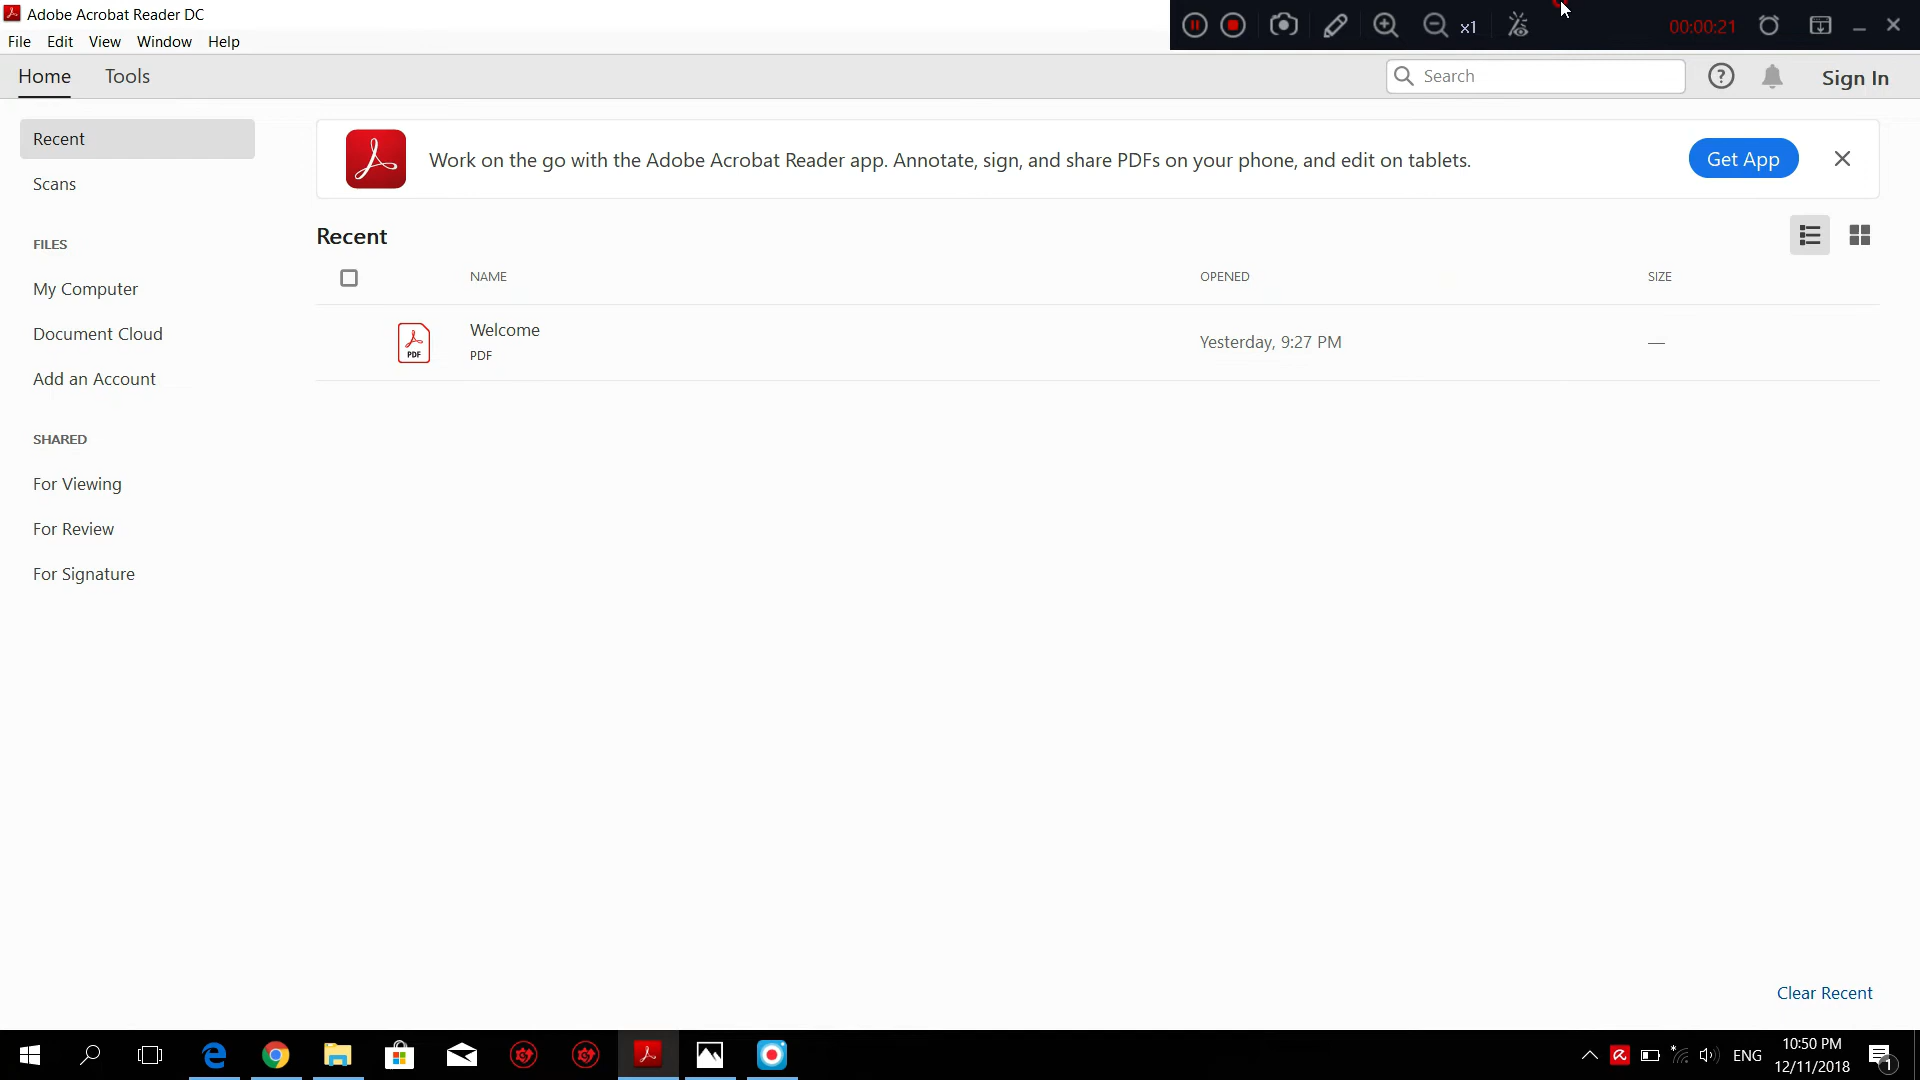 Adobe Acrobat Reader DC
File Edit View Window Help
x1
00:00:21
Home Tools
Search
Sign In
Recent
Scans
FILES
My Computer
Document Cloud
Add an Account
SHARED
For Viewing
For Review
For Signature
Work on the go with the Adobe Acrobat Reader app. Annotate, sign, and share PDFs on your phone, and edit on tablets.
Get App
Recent
NAME OPENED SIZE
PDF
Welcome
PDF
Yesterday, 9:27 PM
—
Clear Recent
ENG
10:50 PM
12/11/2018
1